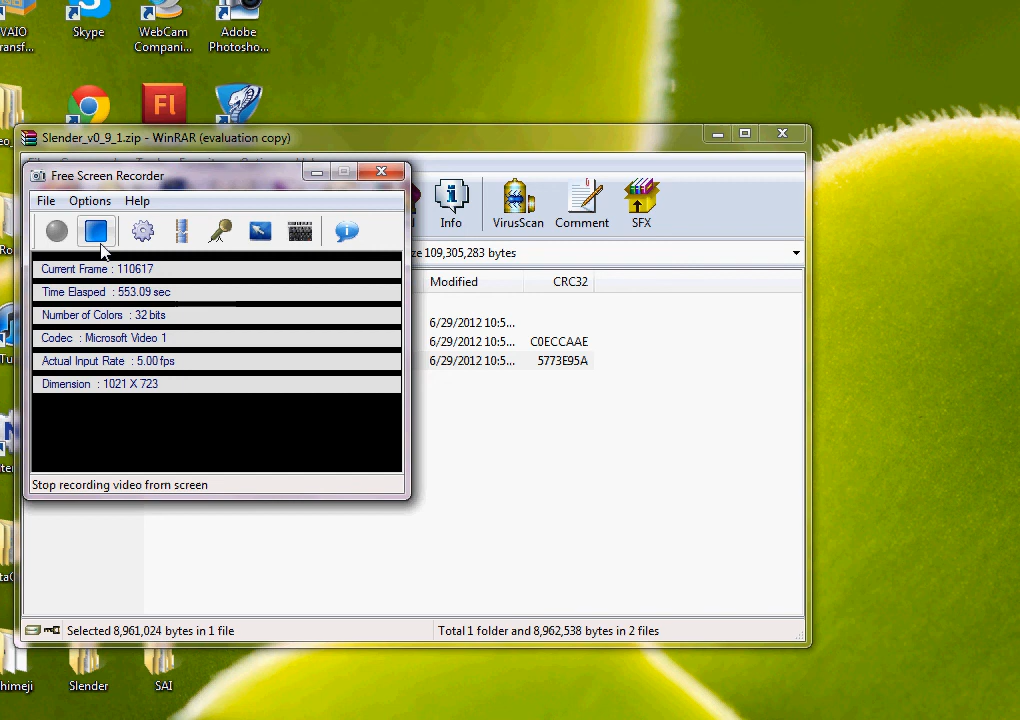 VAIO
ransf...
Skype
WebCam
Compani...
Adobe
Photosho...
Fl
Slender_v0_9_1.zip - WinRAR (evaluation copy)
Free Screen Recorder
File Options Help
Info
VirusScan
Comment
SFX
ze 109,305,283 bytes
Current Frame : 110617
Time Elasped : 553.09 sec
Number of Colors : 32 bits
Codec : Microsoft Video 1
Actual Input Rate : 5.00 fps
Dimension : 1021 X 723
Stop recording video from screen
Modified CRC32
6/29/2012 10:5...
6/29/2012 10:5... C0ECCAAE
6/29/2012 10:5... 5773E95A
Selected 8,961,024 bytes in 1 file
Total 1 folder and 8,962,538 bytes in 2 files
himeji
Slender
SAI